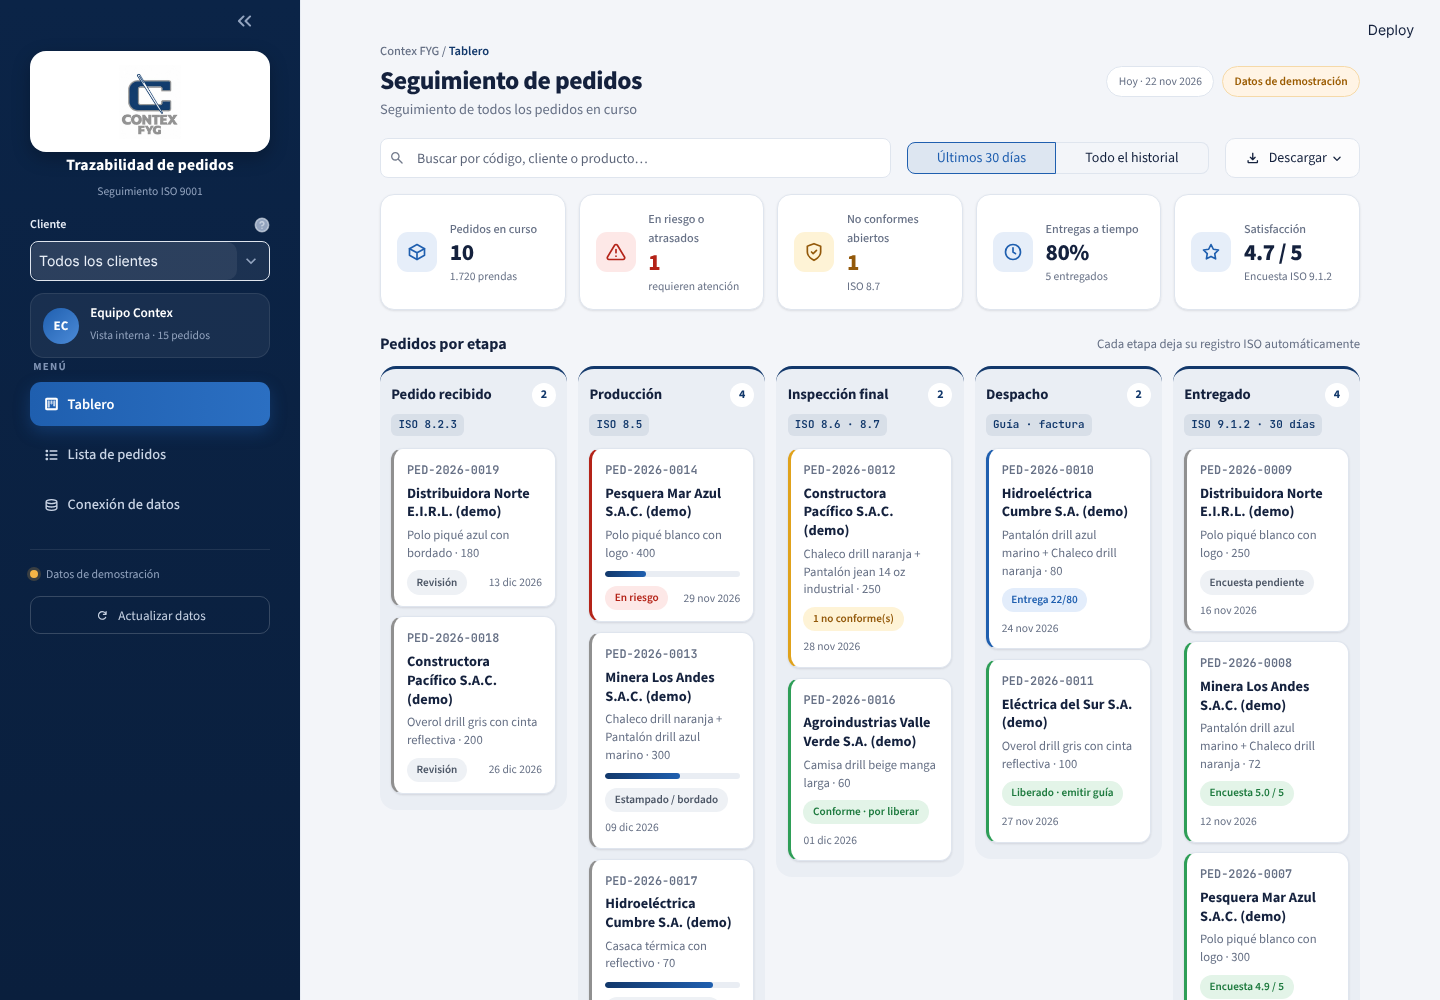 CONTEX
FYG
Trazabilidad de pedidos
Seguimiento ISO 9001
Cliente
?
Todos los clientes
EC
Equipo Contex
Vista interna · 15 pedidos
MENÚ
Tablero
Lista de pedidos
Conexión de datos
Datos de demostración
Actualizar datos
Deploy
Contex FYG / Tablero
Seguimiento de pedidos
Seguimiento de todos los pedidos en curso
Hoy · 22 nov 2026
Datos de demostración
Buscar por código, cliente o producto…
Últimos 30 días
Todo el historial
Descargar
Pedidos en curso
10
1.720 prendas
En riesgo o
atrasados
1
requieren atención
No conformes
abiertos
1
ISO 8.7
Entregas a tiempo
80%
5 entregados
Satisfacción
4.7 / 5
Encuesta ISO 9.1.2
Pedidos por etapa
Cada etapa deja su registro ISO automáticamente
Pedido recibido
2
ISO 8.2.3
PED-2026-0019
Distribuidora Norte
E.I.R.L. (demo)
Polo piqué azul con
bordado · 180
Revisión
13 dic 2026
PED-2026-0018
Constructora
Pacífico S.A.C.
(demo)
Overol drill gris con cinta
reflectiva · 200
Revisión
26 dic 2026
Producción
4
ISO 8.5
PED-2026-0014
Pesquera Mar Azul
S.A.C. (demo)
Polo piqué blanco con
logo · 400
En riesgo
29 nov 2026
PED-2026-0013
Minera Los Andes
S.A.C. (demo)
Chaleco drill naranja +
Pantalón drill azul
marino · 300
Estampado / bordado
09 dic 2026
PED-2026-0017
Hidroeléctrica
Cumbre S.A. (demo)
Casaca térmica con
reflectivo · 70
Inspección final
2
ISO 8.6 · 8.7
PED-2026-0012
Constructora
Pacífico S.A.C.
(demo)
Chaleco drill naranja +
Pantalón jean 14 oz
industrial · 250
1 no conforme(s)
28 nov 2026
PED-2026-0016
Agroindustrias Valle
Verde S.A. (demo)
Camisa drill beige manga
larga · 60
Conforme · por liberar
01 dic 2026
Despacho
2
Guía · factura
PED-2026-0010
Hidroeléctrica
Cumbre S.A. (demo)
Pantalón drill azul
marino + Chaleco drill
naranja · 80
Entrega 22/80
24 nov 2026
PED-2026-0011
Eléctrica del Sur S.A.
(demo)
Overol drill gris con cinta
reflectiva · 100
Liberado · emitir guía
27 nov 2026
Entregado
4
ISO 9.1.2 · 30 días
PED-2026-0009
Distribuidora Norte
E.I.R.L. (demo)
Polo piqué blanco con
logo · 250
Encuesta pendiente
16 nov 2026
PED-2026-0008
Minera Los Andes
S.A.C. (demo)
Pantalón drill azul
marino + Chaleco drill
naranja · 72
Encuesta 5.0 / 5
12 nov 2026
PED-2026-0007
Pesquera Mar Azul
S.A.C. (demo)
Polo piqué blanco con
logo · 300
Encuesta 4.9 / 5